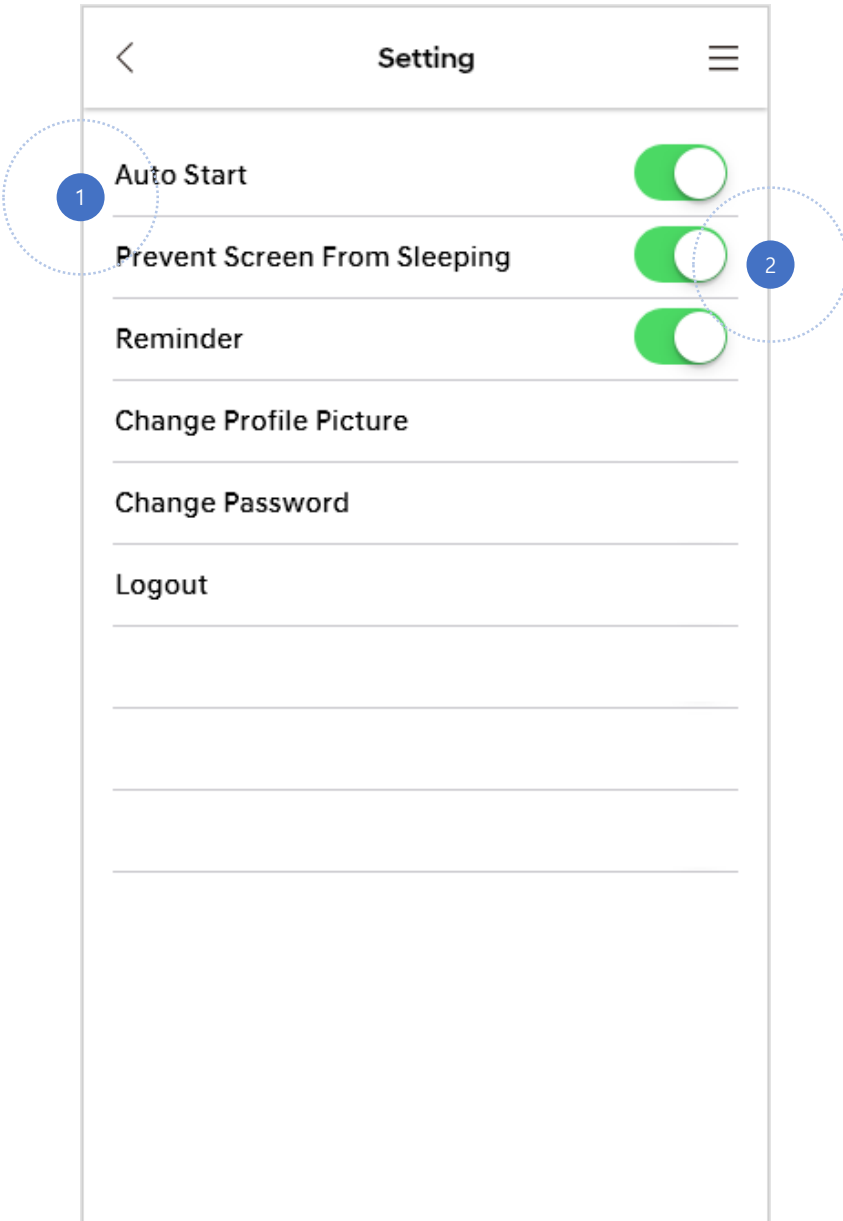 Setting
Auto Start
1
Prevent Screen From Sleeping
2
Reminder
Change Profile Picture
Change Password
Logout